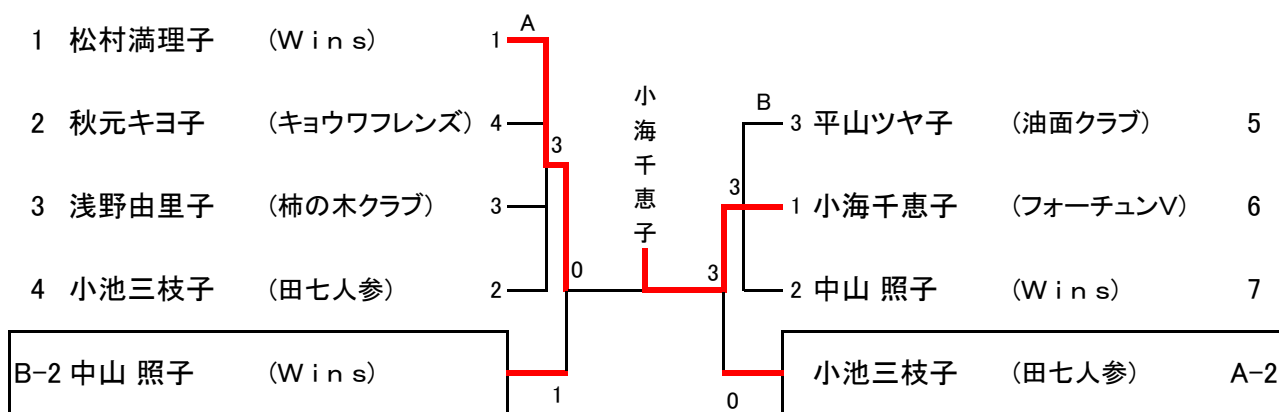 A
1 松村満理子 (Ｗｉｎｓ) 1
小海千恵子
B
2 秋元キヨ子 (キョウワフレンズ) 4
3 平山ツヤ子 (油面クラブ) 5
3
3
3 浅野由里子 (柿の木クラブ) 3
1 小海千恵子 (フォーチュンV) 6
0
3
4 小池三枝子 (田七人参) 2
2 中山 照子 (Ｗｉｎｓ) 7
B-2 中山 照子 (Ｗｉｎｓ)
小池三枝子 (田七人参) A-2
1
0